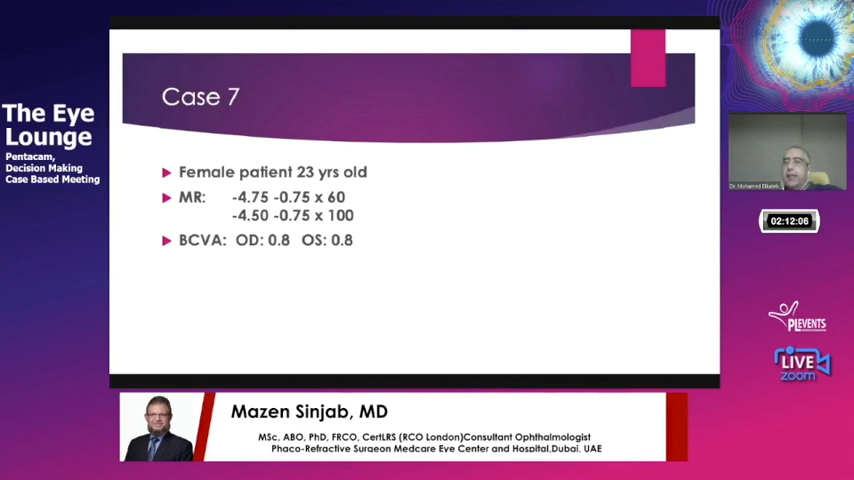 The Eye
Lounge
Pentacam,
Decision Making
Case Based Meeting
Case 7
Female patient 23 yrs old
MR: -4.75 -0.75 x 60
-4.50 -0.75 x 100
BCVA: OD: 0.8 OS: 0.8
Dr. Mohamed
02:12:06
PLEVENTS
LIVE
zoom
Mazen Sinjab, MD
MSc, ABO, PhD, FRCO, CertLRS (RCO London)Consultant Ophthalmologist
Phaco-Refractive Surgeon Medcare Eye Center and Hospital,Dubai, UAE